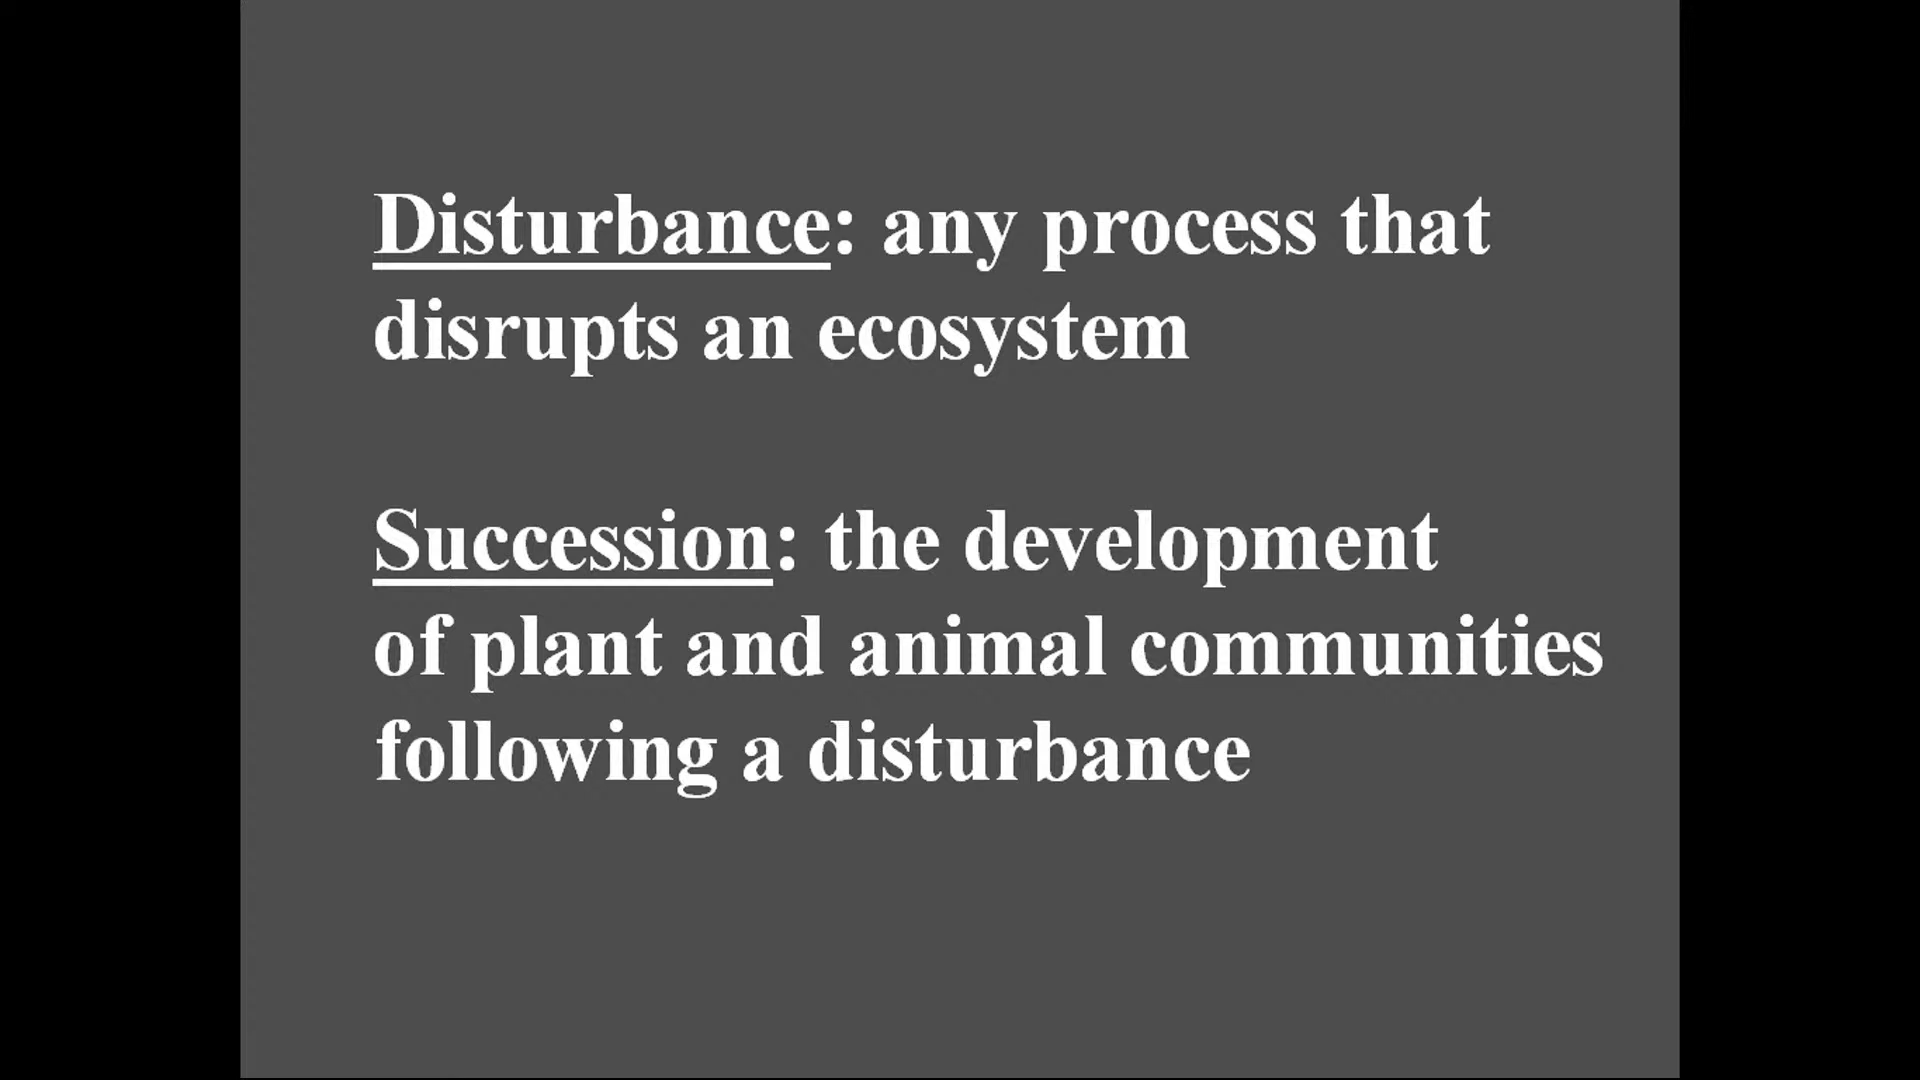 Disturbance: any process that
disrupts an ecosystem
Succession: the development
of plant and animal communities
following a disturbance